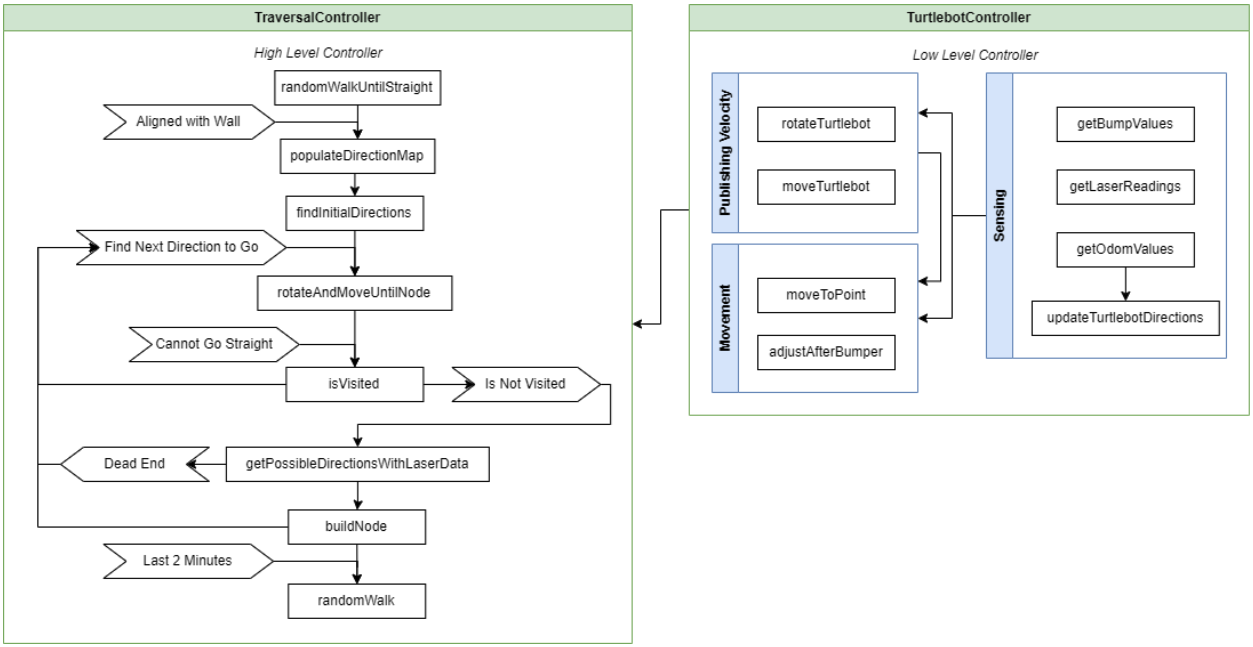 TraversalController
High Level Controller
randomWalkUntilStraight
Aligned with Wall
populateDirectionMap
findInitialDirections
Find Next Direction to Go
rotateAndMoveUntilNode
Cannot Go Straight
isVisited
Is Not Visited
Dead End
getPossibleDirectionsWithLaserData
buildNode
Last 2 Minutes
randomWalk
TurtlebotController
Low Level Controller
Publishing Velocity
rotateTurtlebot
moveTurtlebot
Movement
moveToPoint
adjustAfterBumper
Sensing
getBumpValues
getLaserReadings
getOdomValues
updateTurtlebotDirections